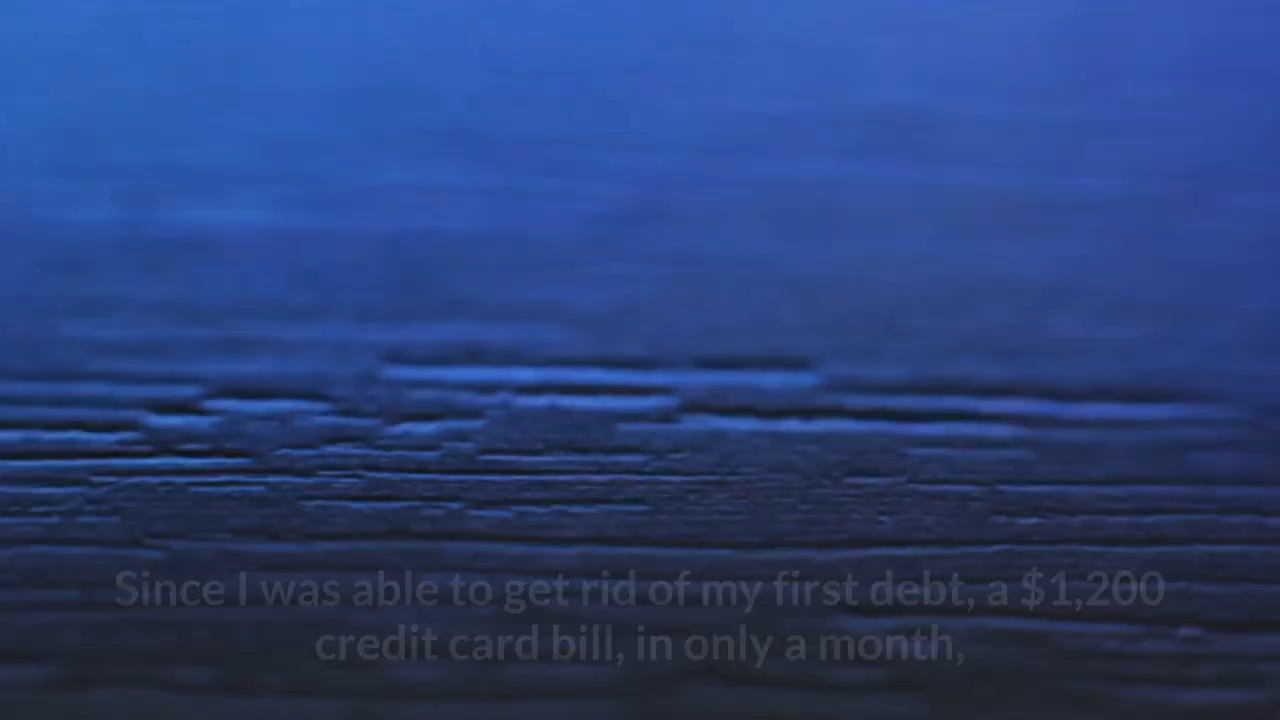 Since I was able to get rid of my first debt, a $1,200
credit card bill, in only a month,